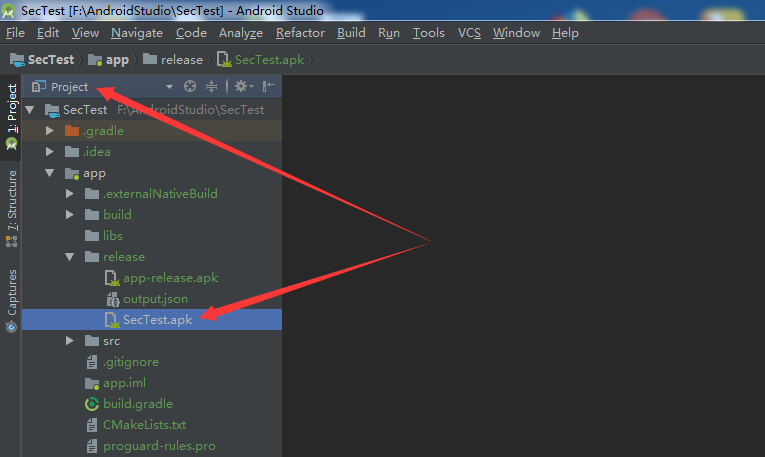 SecTest [F:\AndroidStudio\SecTest] - Android Studio
File Edit View Navigate Code Analyze Refactor Build Run Tools VCS Window Help
SecTest app release SecTest.apk
1: Project
Project
SecTest F:\AndroidStudio\SecTest
.gradle
.idea
app
.externalNativeBuild
build
7: Structure
libs
release
app-release.apk
Captures
output.json
SecTest.apk
src
.gitignore
app.iml
build.gradle
CMakeLists.txt
proguard-rules.pro